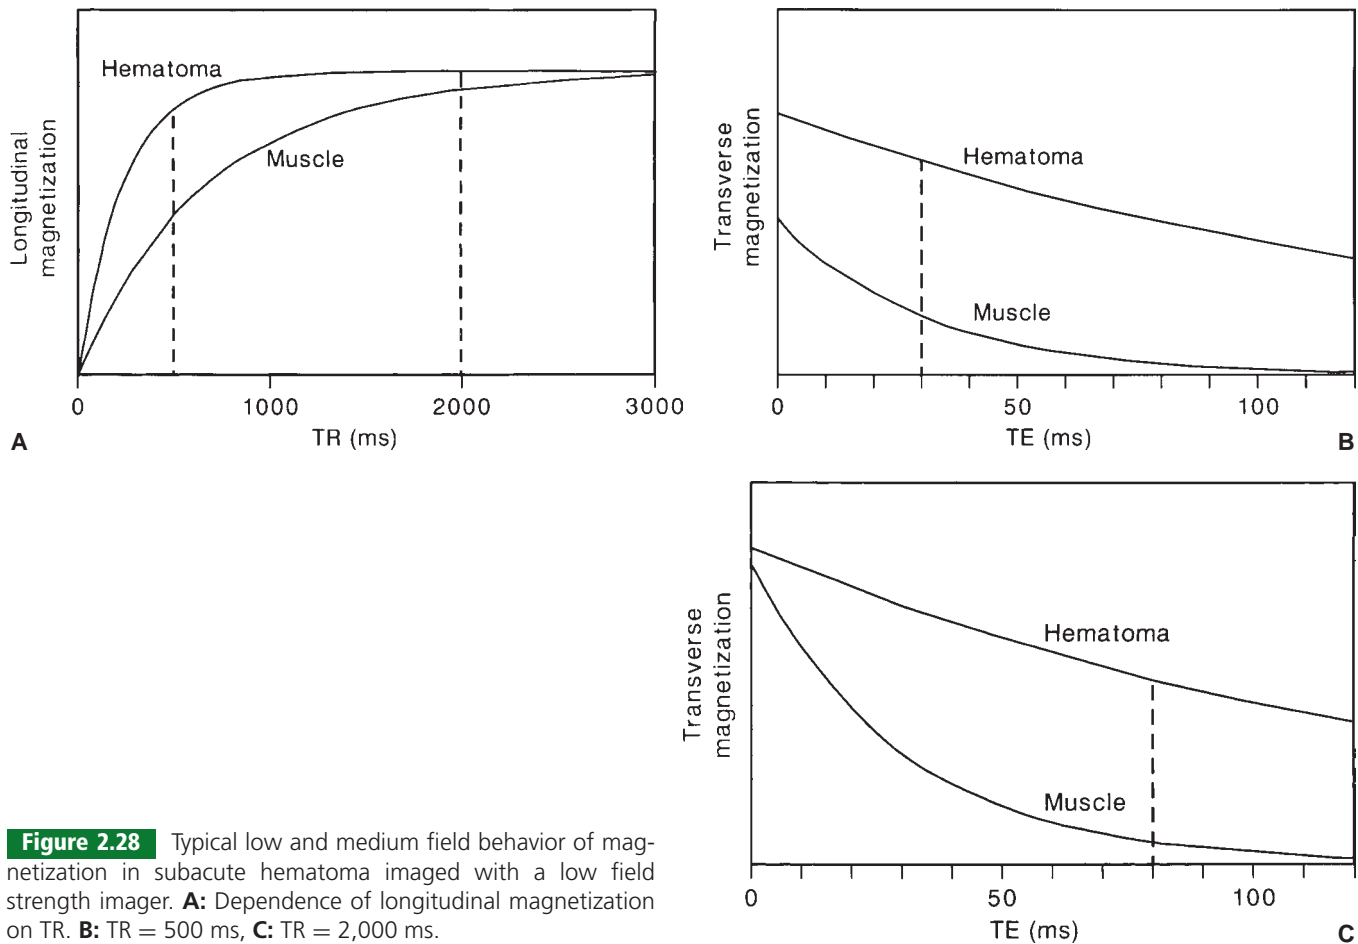 Hematoma
Muscle
Longitudinal
magnetization
0 1000 2000 3000
TR (ms)
A
Hematoma
Muscle
Transverse
magnetization
0 50 100
TE (ms)
B
Hematoma
Muscle
Transverse
magnetization
0 50 100
TE (ms)
C
Figure 2.28 Typical low and medium field behavior of mag-
netization in subacute hematoma imaged with a low field
strength imager. A: Dependence of longitudinal magnetization
on TR. B: TR = 500 ms, C: TR = 2,000 ms.